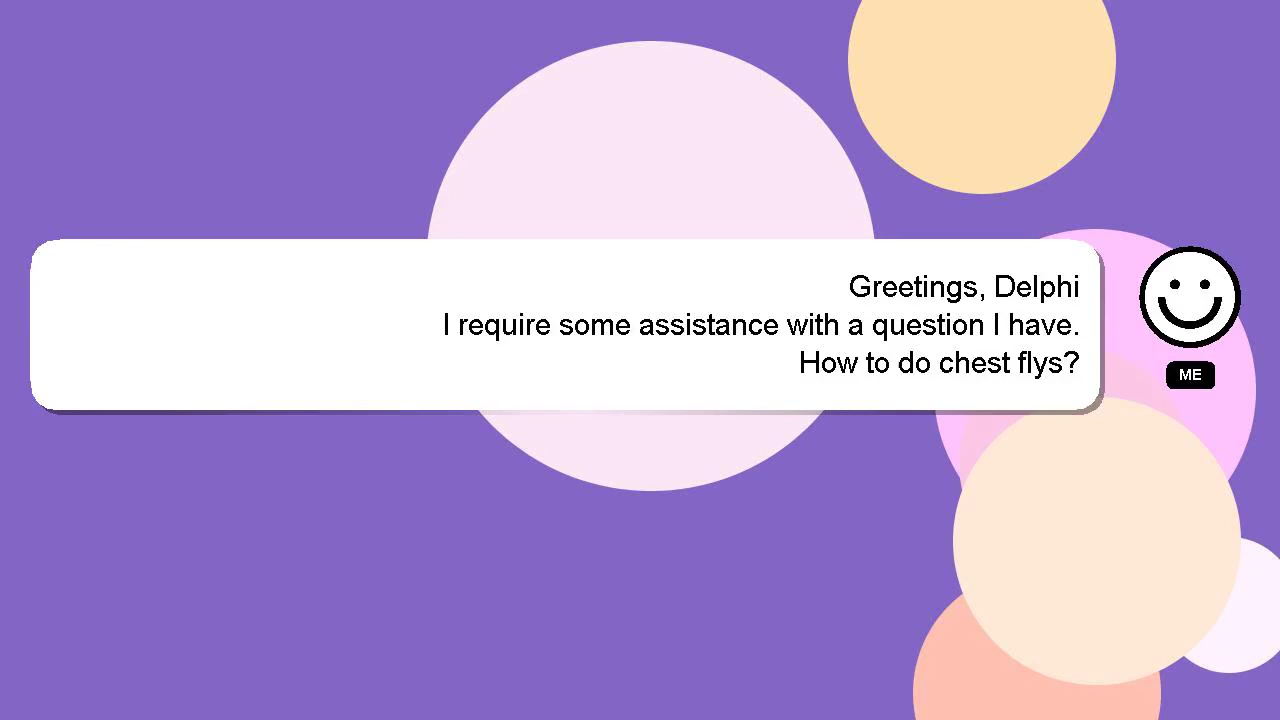 Greetings, Delphi
I require some assistance with a question I have.
How to do chest flys?
ME